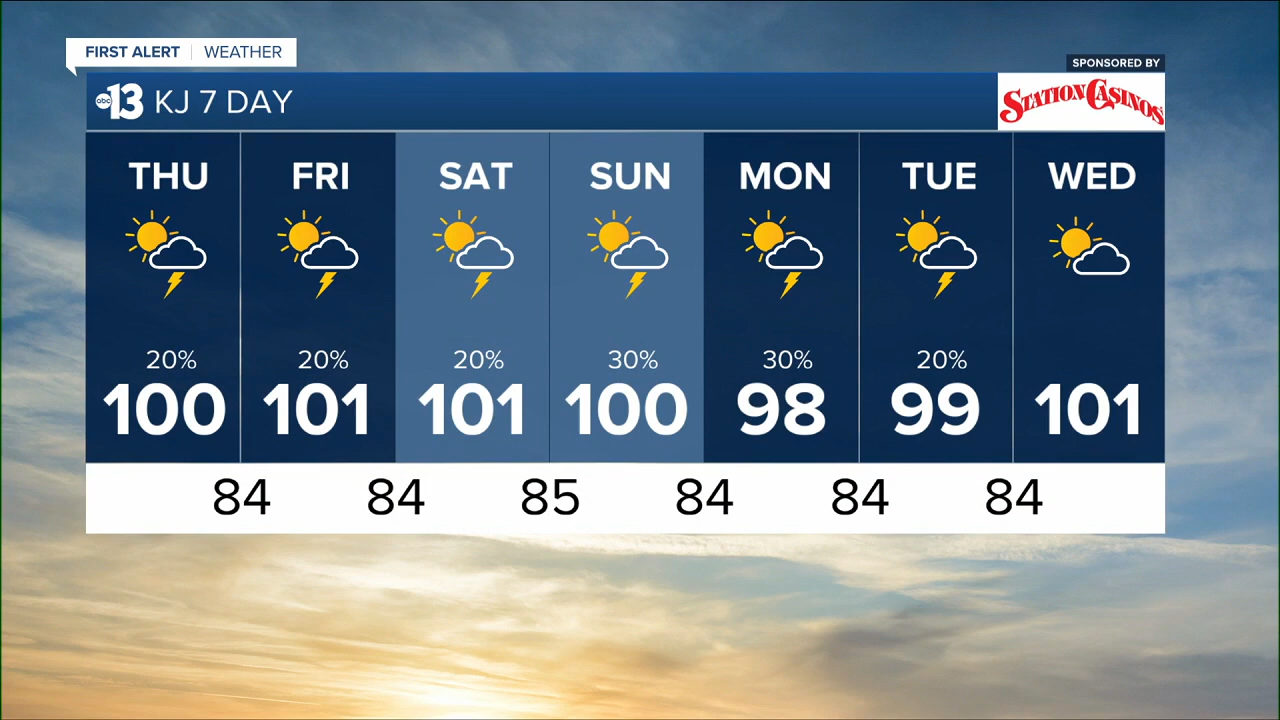 FIRST ALERT | WEATHER
SPONSORED BY
abc 13 KJ 7 DAY
STATION CASINOS
THU FRI SAT SUN MON TUE WED
20% 20% 20% 30% 30% 20%
100 101 101 100 98 99 101
84 84 85 84 84 84